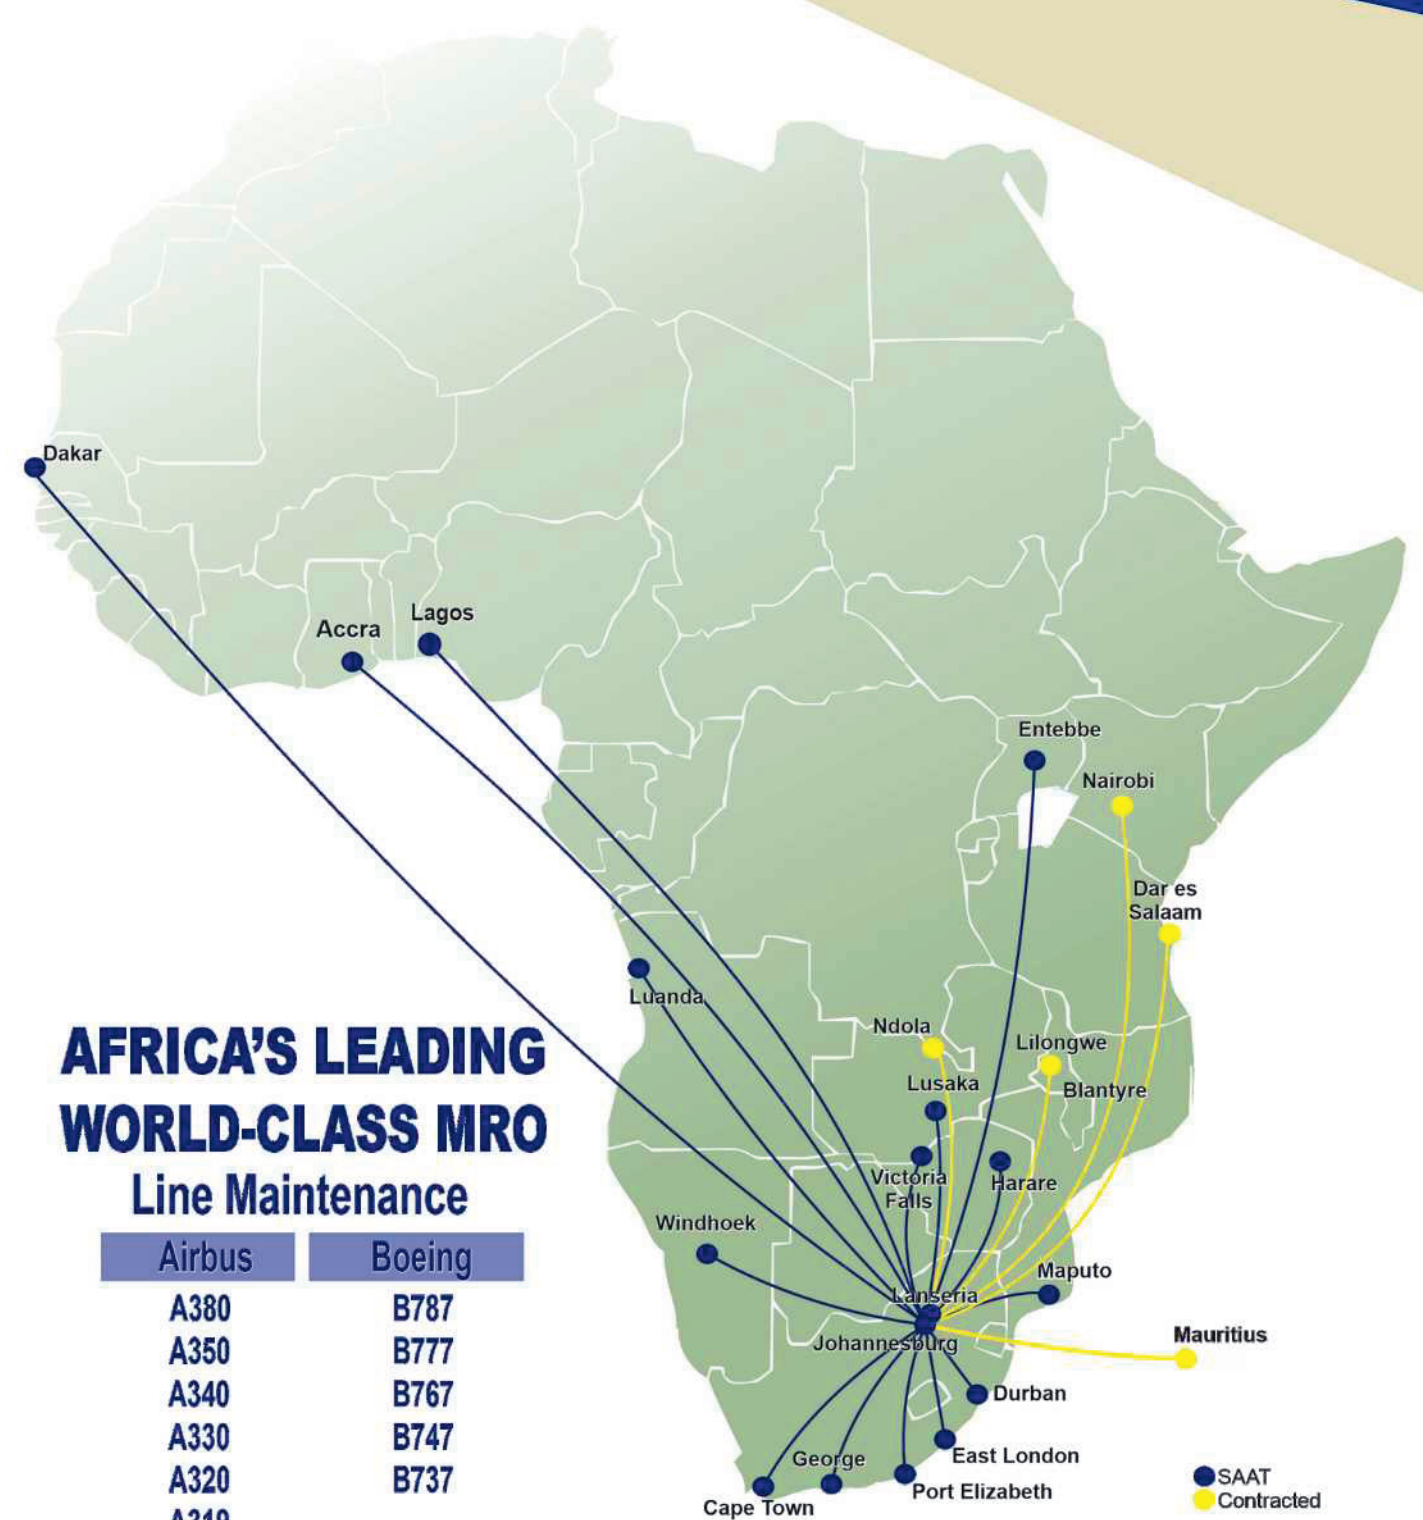 Dakar
Lagos
Accra
Entebbe
Nairobi
Dar es
Salaam
Luanda
Ndola
Lilongwe
Lusaka
Blantyre
Victoria
Falls
Harare
Windhoek
Maputo
Lanseria
Johannesburg
Mauritius
Durban
East London
George
Port Elizabeth
Cape Town
AFRICA'S LEADING
WORLD-CLASS MRO
Line Maintenance
Airbus Boeing
A380 B787
A350 B777
A340 B767
A330 B747
A320 B737
A319
SAAT
Contracted